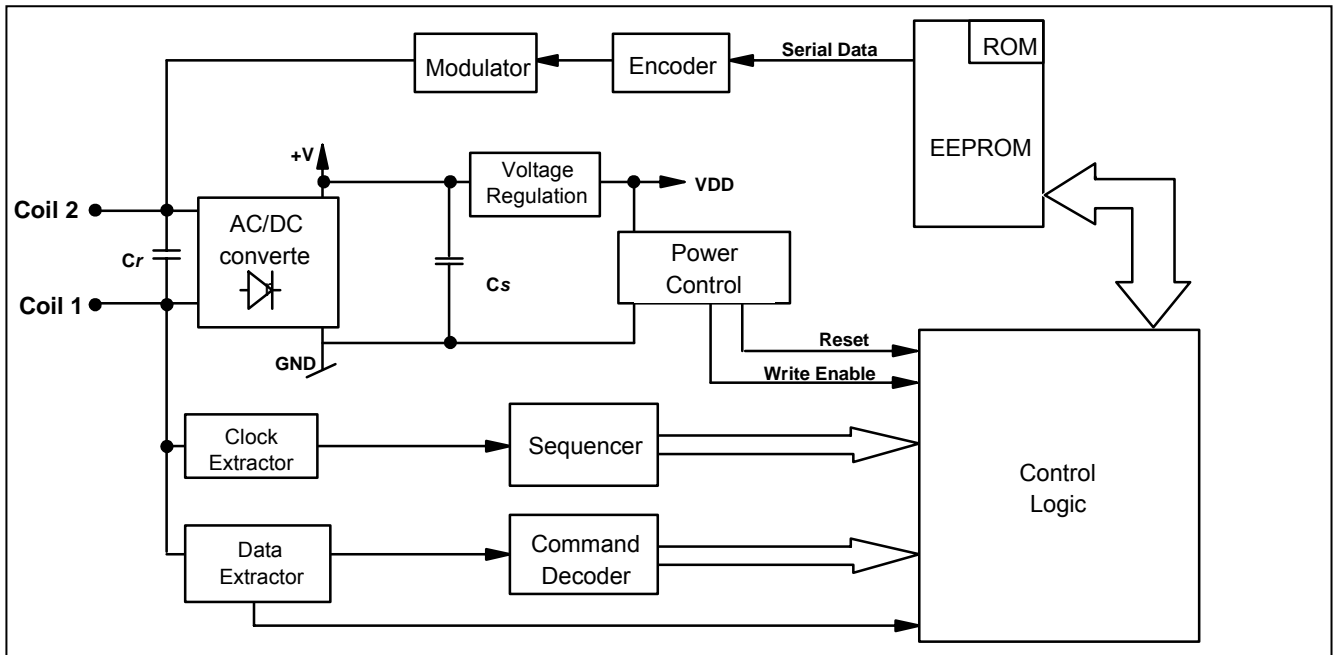 ROM
Serial Data
Modulator
Encoder
EEPROM
+V
Voltage
Regulation
VDD
Coil 2
AC/DC
converte
Power
Control
Cr
Cs
Coil 1
Reset
GND
Write Enable
Clock
Extractor
Sequencer
Control
Logic
Data
Extractor
Command
Decoder